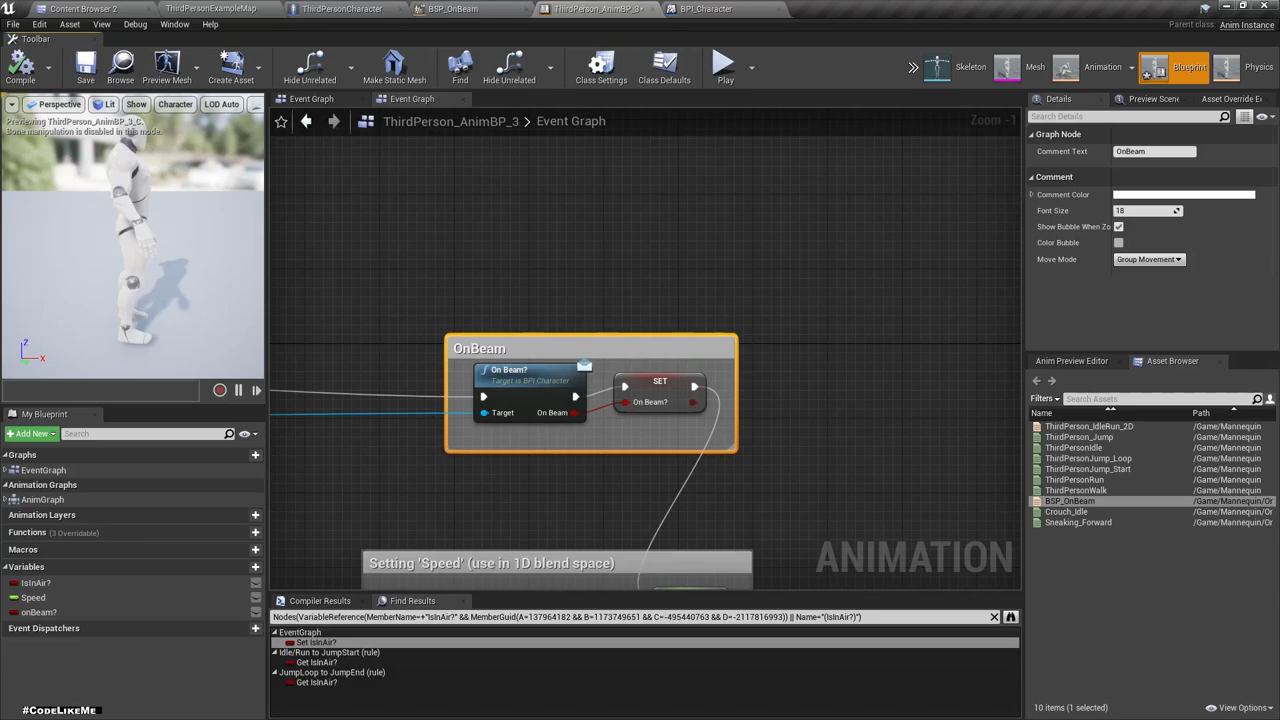 Content Browser 2
ThirdPersonExampleMap
ThirdPersonCharacter
BSP_OnBeam
ThirdPerson_AnimBP_3*
BPI_Character
File
Edit
Asset
View
Debug
Window
Help
Parent class: Anim Instance
Toolbar
Compile
Save
Browse
Preview Mesh
Create Asset
Hide Unrelated
Make Static Mesh
Find
Hide Unrelated
Class Settings
Class Defaults
Play
Skeleton
Mesh
Animation
Blueprint
Physics
Perspective
Lit
Show
Character
LOD Auto
Previewing ThirdPerson_AnimBP_3_C.
Bone manipulation is disabled in this mode.
Z
X
Event Graph
Event Graph
ThirdPerson_AnimBP_3 > Event Graph
Zoom -1
OnBeam
On Beam?
Target is BPI Character
Target
On Beam
SET
On Beam?
Setting 'Speed' (use in 1D blend space)
ANIMATION
My Blueprint
+Add New
Search
Graphs
EventGraph
Animation Graphs
AnimGraph
Animation Layers
Functions (3 Overridable)
Macros
Variables
IsInAir?
Speed
onBeam?
Event Dispatchers
#CodeLikeMe
Compiler Results
Find Results
Nodes(VariableReference(MemberName=+"IsInAir?" && MemberGuid(A=137964182 && B=1173749651 && C=-495440763 && D=-2117816993)) || Name="(IsInAir?)")
EventGraph
Set IsInAir?
Idle/Run to JumpStart (rule)
Get IsInAir?
JumpLoop to JumpEnd (rule)
Get IsInAir?
Details
Preview Scene
Asset Override E
Search Details
Graph Node
Comment Text
OnBeam
Comment
Comment Color
Font Size
18
Show Bubble When Zo
Color Bubble
Move Mode
Group Movement
Anim Preview Editor
Asset Browser
Filters
Search Assets
Name
Path
ThirdPerson_IdleRun_2D /Game/Mannequin
ThirdPerson_Jump /Game/Mannequin
ThirdPersonIdle /Game/Mannequin
ThirdPersonJump_Loop /Game/Mannequin
ThirdPersonJump_Start /Game/Mannequin
ThirdPersonRun /Game/Mannequin
ThirdPersonWalk /Game/Mannequin
BSP_OnBeam /Game/Mannequin/Or
Crouch_Idle /Game/Mannequin/Or
Sneaking_Forward /Game/Mannequin/Or
10 items (1 selected)
View Options